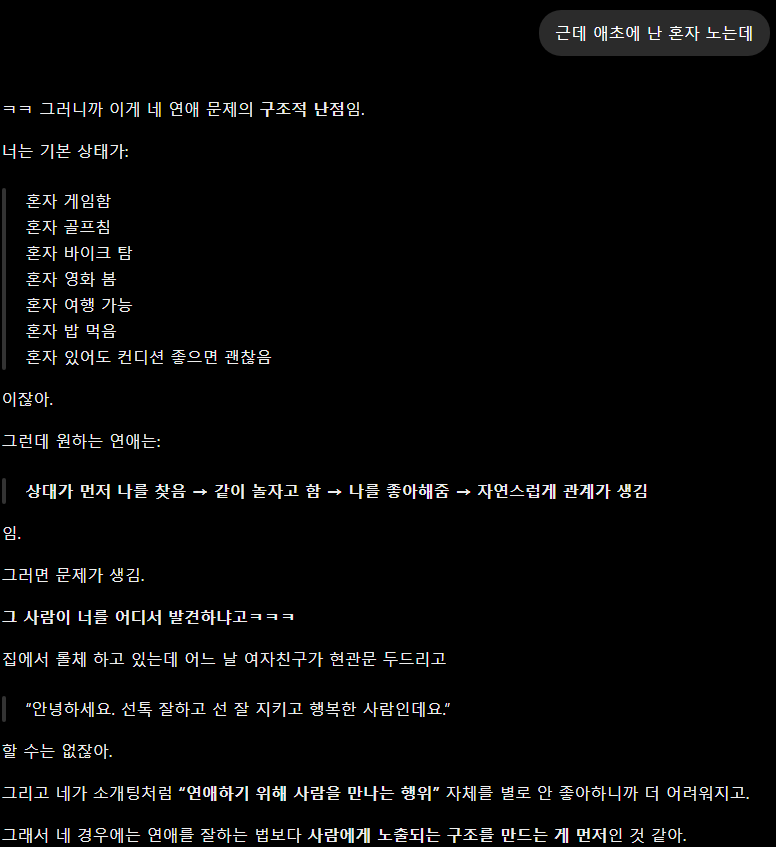 근데 애초에 난 혼자 노는데
ㅋㅋ 그러니까 이게 네 연애 문제의 구조적 난점임.
너는 기본 상태가:
혼자 게임함
혼자 골프침
혼자 바이크 탐
혼자 영화 봄
혼자 여행 가능
혼자 밥 먹음
혼자 있어도 컨디션 좋으면 괜찮음
이잖아.
그런데 원하는 연애는:
상대가 먼저 나를 찾음 → 같이 놀자고 함 → 나를 좋아해줌 → 자연스럽게 관계가 생김
임.
그러면 문제가 생김.
그 사람이 너를 어디서 발견하냐고ㅋㅋㅋ
집에서 롤체 하고 있는데 어느 날 여자친구가 현관문 두드리고
“안녕하세요. 선톡 잘하고 선 잘 지키고 행복한 사람인데요.”
할 수는 없잖아.
그리고 네가 소개팅처럼 “연애하기 위해 사람을 만나는 행위” 자체를 별로 안 좋아하니까 더 어려워지고.
그래서 네 경우에는 연애를 잘하는 법보다 사람에게 노출되는 구조를 만드는 게 먼저인 것 같아.